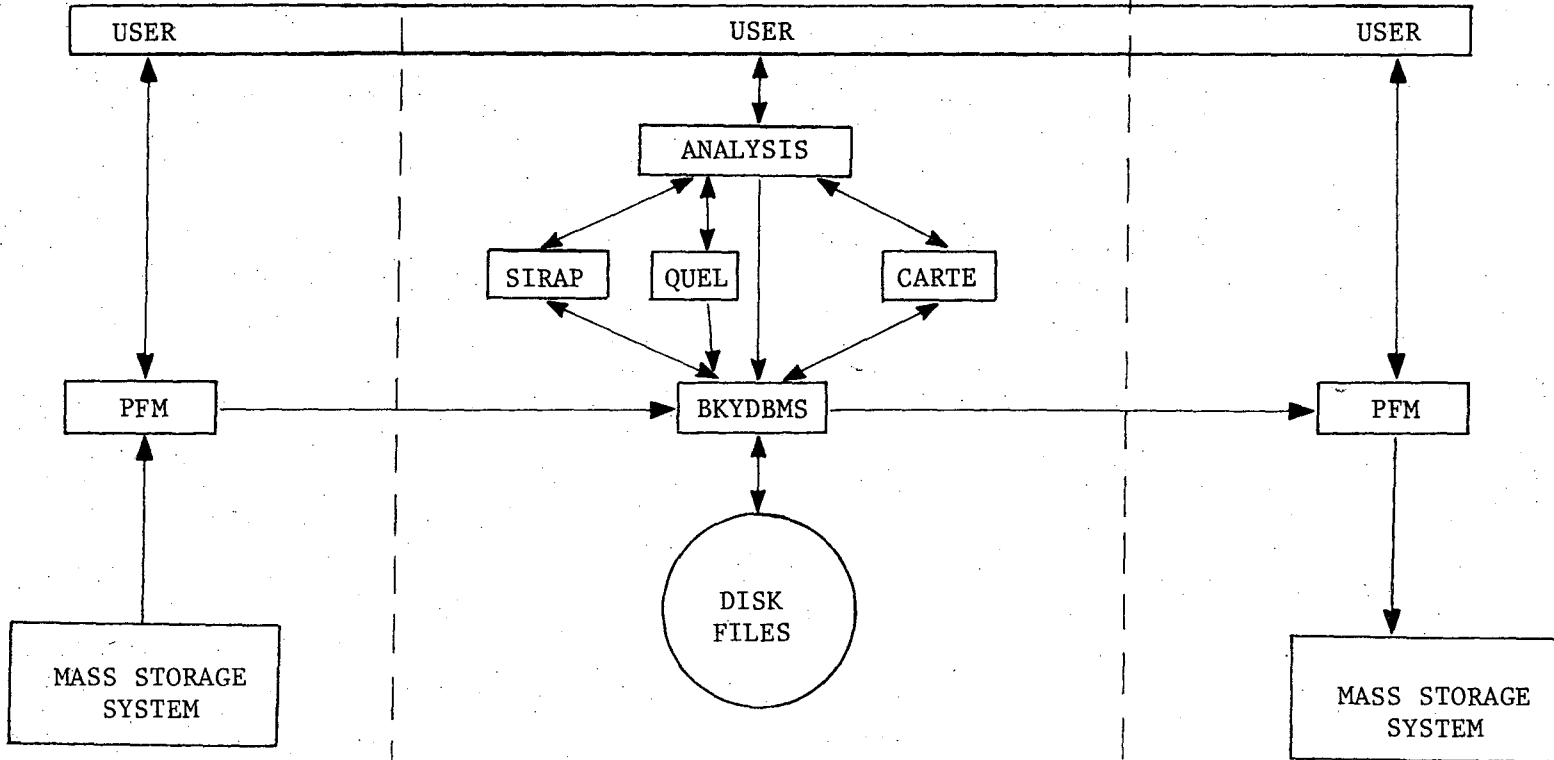 USER USER USER
ANALYSIS
SIRAP QUEL CARTE
PFM BKYDBMS PFM
DISK
FILES
MASS STORAGE
SYSTEM
MASS STORAGE
SYSTEM